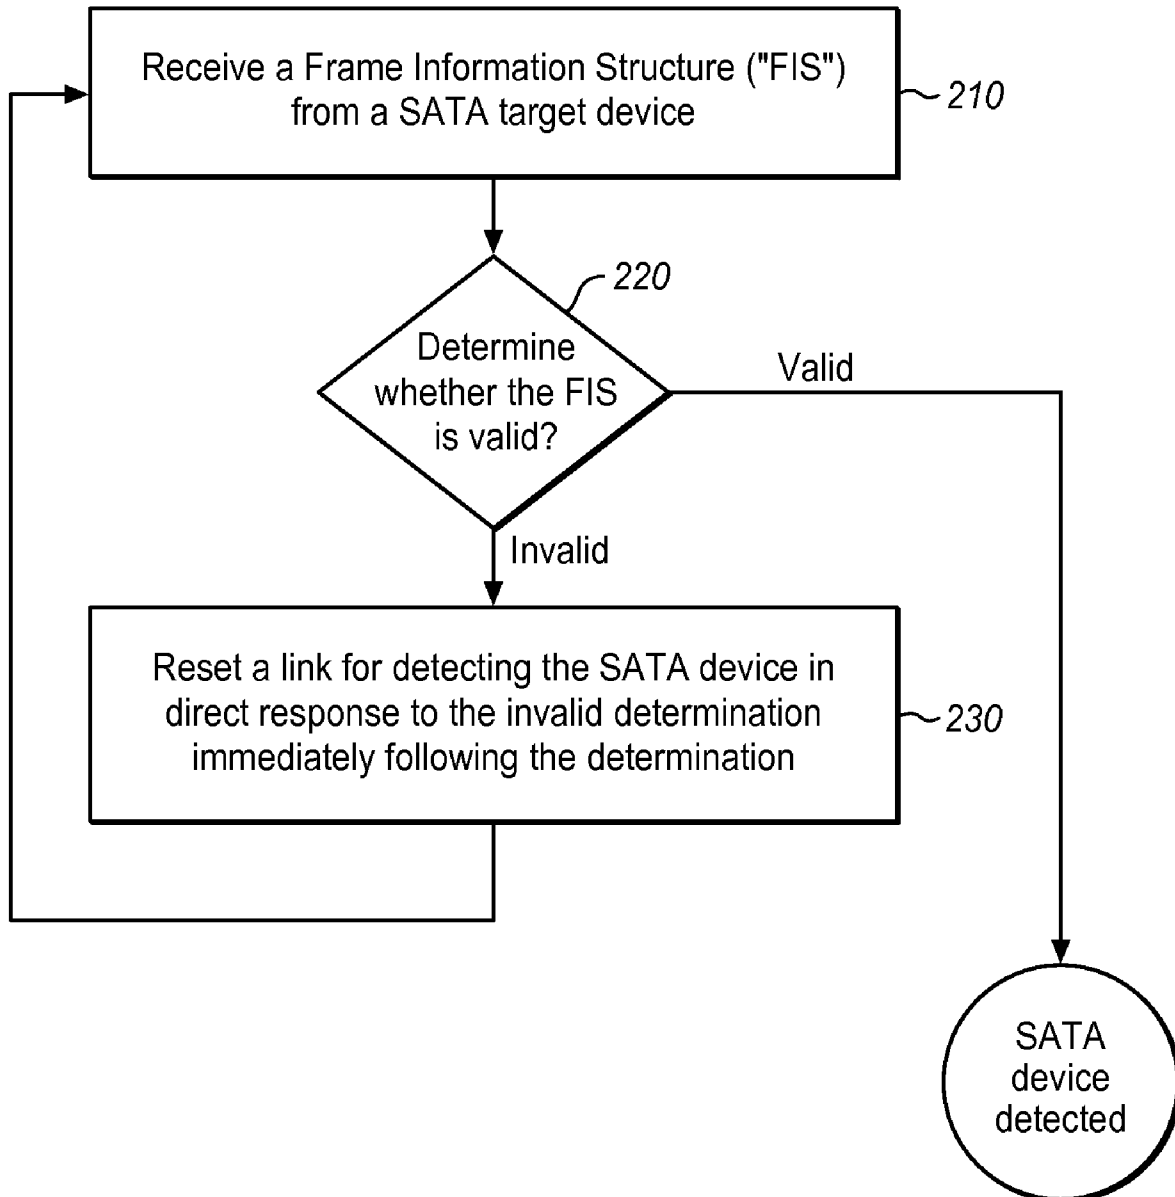 Receive a Frame Information Structure ("FIS")
from a SATA target device
210
220
Determine
whether the FIS
is valid?
Valid
Invalid
Reset a link for detecting the SATA device in
direct response to the invalid determination
immediately following the determination
230
SATA
device
detected